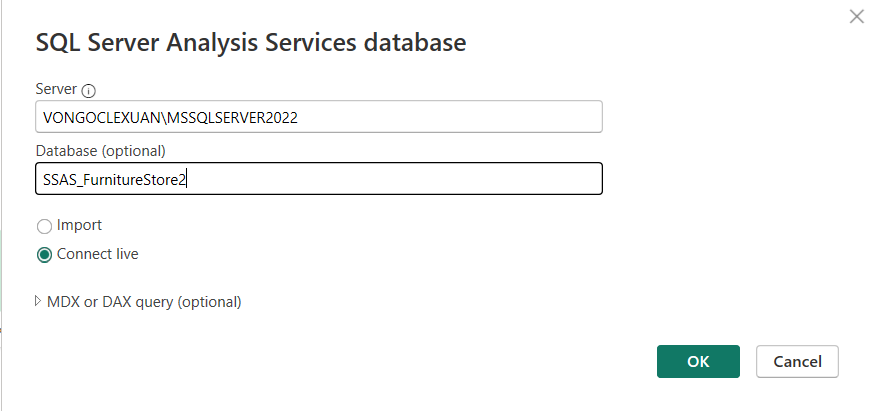 SQL Server Analysis Services database
Server
VONGOCLEXUAN\MSSQLSERVER2022
Database (optional)
SSAS_FurnitureStore2
Import
Connect live
MDX or DAX query (optional)
OK Cancel